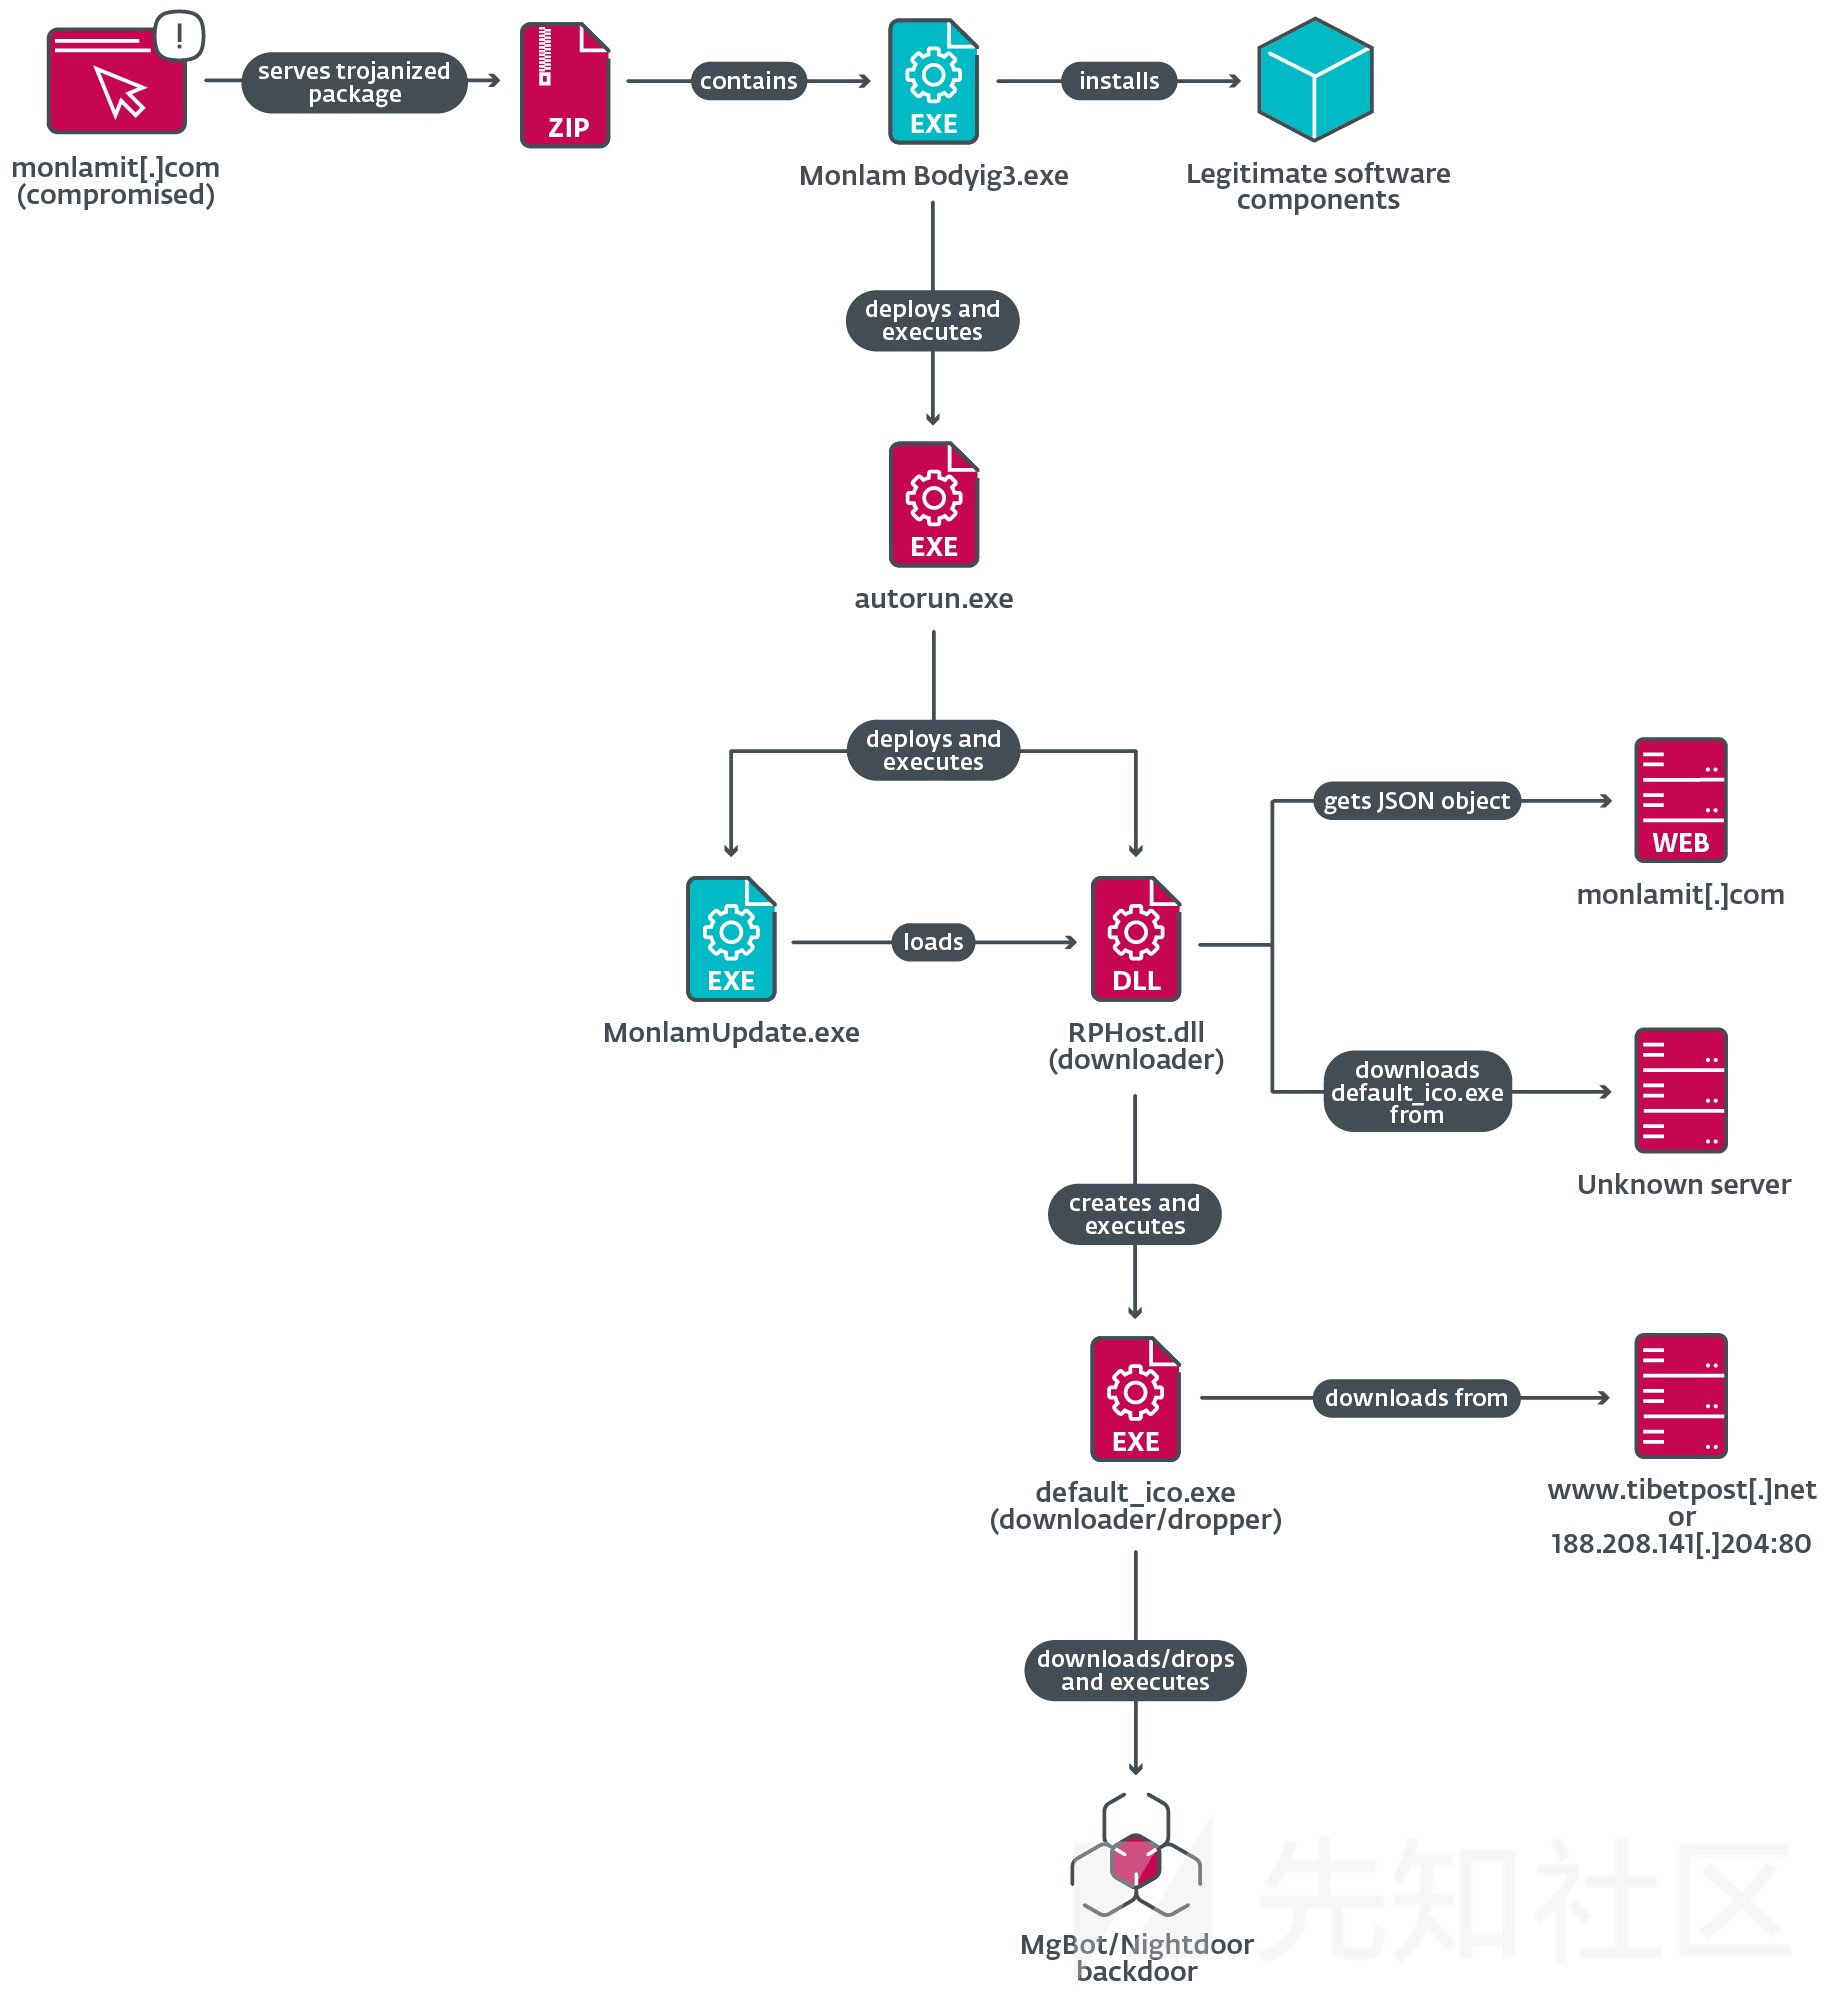 !
serves trojanized
package
ZIP
contains
EXE
installs
monlamit[.]com
(compromised)
Monlam Bodyig3.exe
Legitimate software
components
deploys and
executes
EXE
autorun.exe
deploys and
executes
gets JSON object
WEB
monlamit[.]com
EXE
loads
DLL
MonlamUpdate.exe
RPHost.dll
(downloader)
downloads
default_ico.exe
from
Unknown server
creates and
executes
EXE
downloads from
default_ico.exe
(downloader/dropper)
www.tibetpost[.]net
or
188.208.141[.]204:80
downloads/drops
and executes
MgBot/Nightdoor
backdoor
先知社区